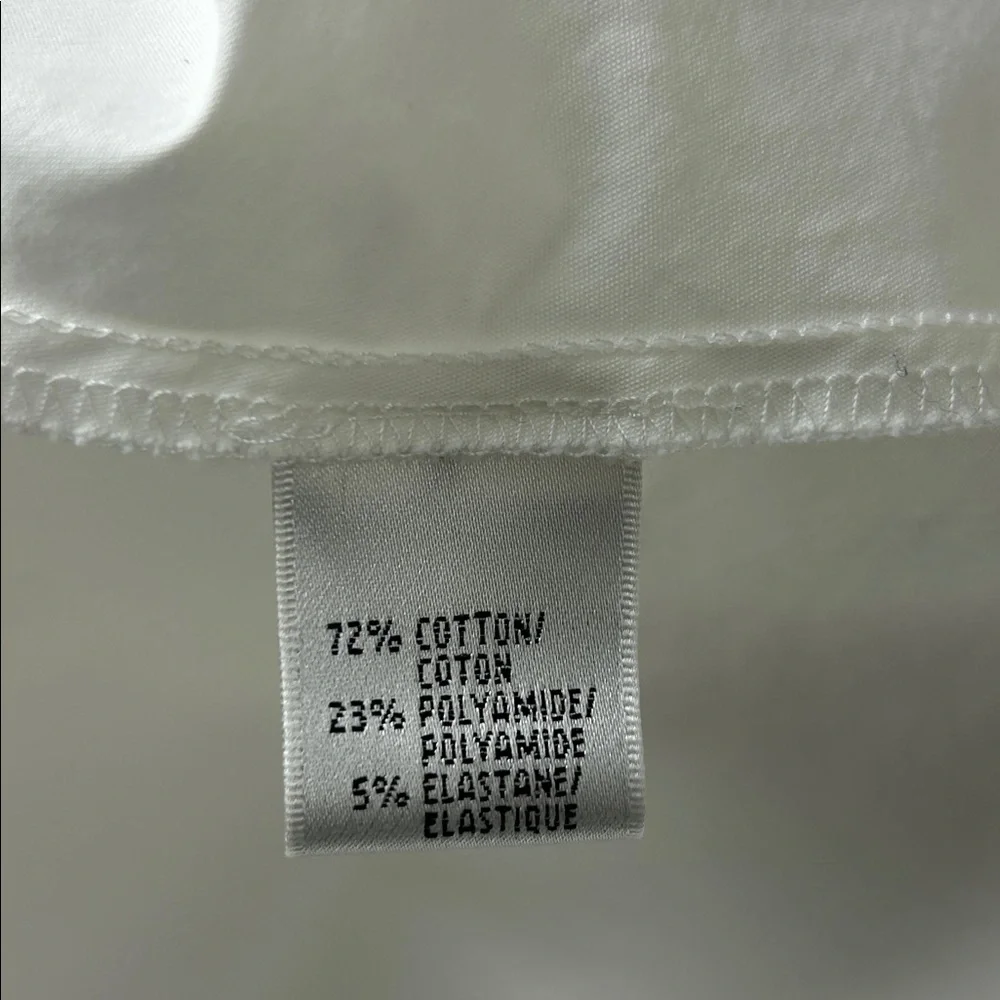 72% COTTON/
COTON
23% POLYAMIDE/
POLYAMIDE
5% ELASTANE/
ELASTIQUE